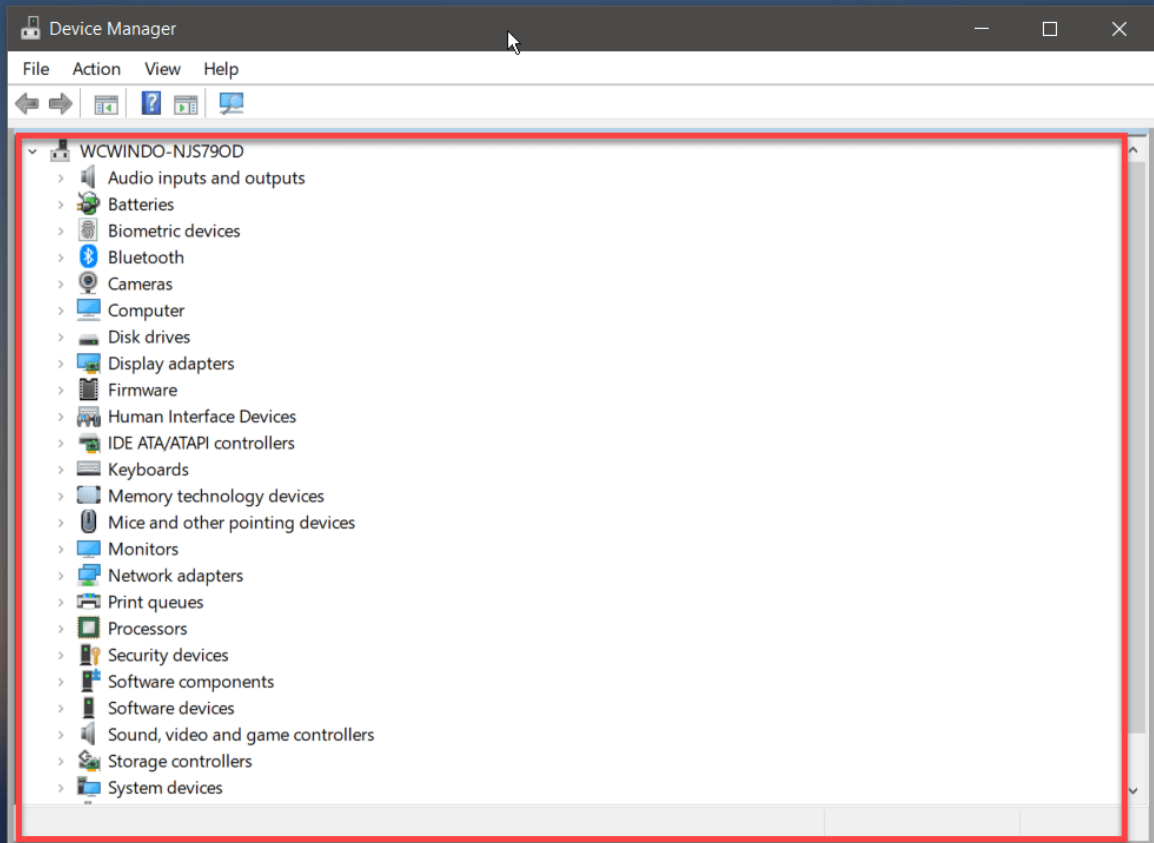 Device Manager
File Action View Help
WCWINDO-NJS79OD
Audio inputs and outputs
Batteries
Biometric devices
Bluetooth
Cameras
Computer
Disk drives
Display adapters
Firmware
Human Interface Devices
IDE ATA/ATAPI controllers
Keyboards
Memory technology devices
Mice and other pointing devices
Monitors
Network adapters
Print queues
Processors
Security devices
Software components
Software devices
Sound, video and game controllers
Storage controllers
System devices